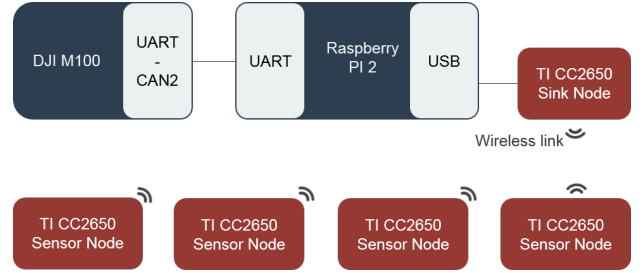 DJI M100
UART
-
CAN2
UART
Raspberry
PI 2
USB
TI CC2650
Sink Node
Wireless link
TI CC2650
Sensor Node
TI CC2650
Sensor Node
TI CC2650
Sensor Node
TI CC2650
Sensor Node